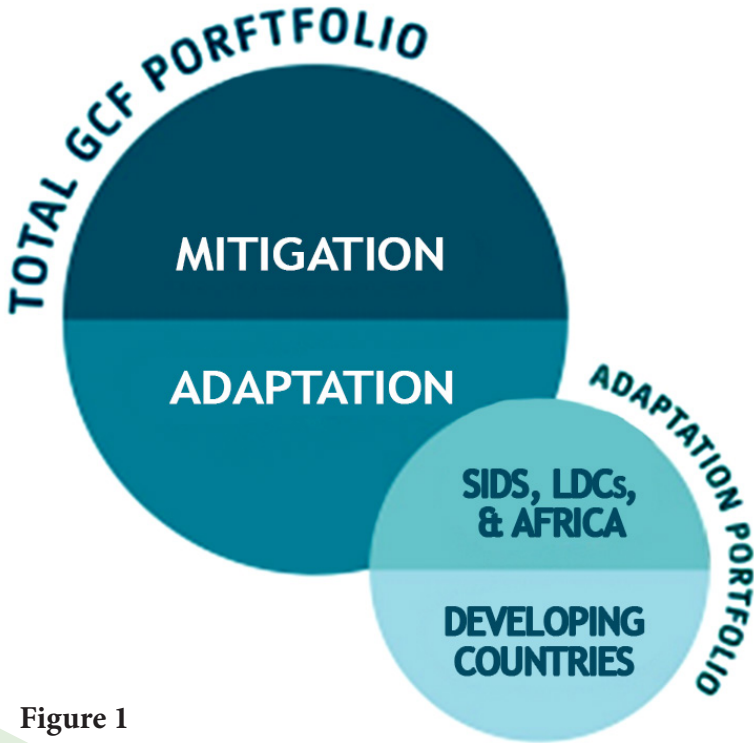 TOTAL GCF PORFTFOLIO
MITIGATION
ADAPTATION
ADAPTATION PORTFOLIO
SIDS, LDCs,
& AFRICA
DEVELOPING
COUNTRIES
Figure 1